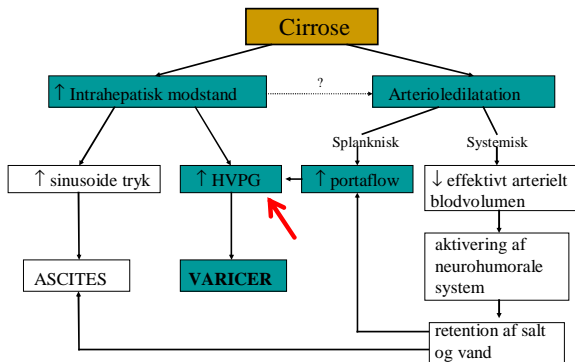 Cirrose
↑ Intrahepatisk modstand
?
Arterioledilatation
Splanknisk
Systemisk
↑ sinusoide tryk
↑ HVPG
↑ portaflow
↓ effektivt arterielt
blodvolumen
aktivering af
neurohumorale
system
ASCITES
VARICER
retention af salt
og vand